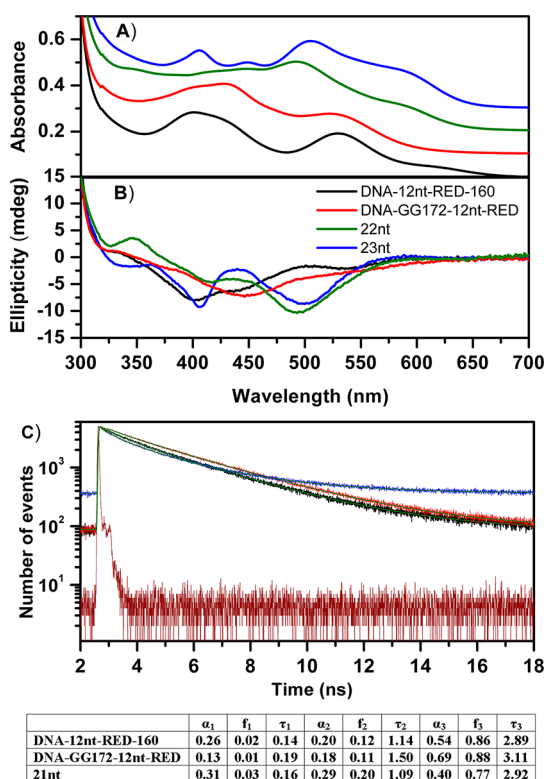 A)
Absorbance
0.6
0.4
0.2
B)
DNA-12nt-RED-160
DNA-GG172-12nt-RED
22nt
23nt
Ellipticity (mdeg)
15
10
5
0
-5
-10
-15
300 350 400 450 500 550 600 650 700
Wavelength (nm)
C)
Number of events
10³
10²
10¹
2 4 6 8 10 12 14 16 18
Time (ns)
α₁ f₁ τ₁ α₂ f₂ τ₂ α₃ f₃ τ₃
DNA-12nt-RED-160 0.26 0.02 0.14 0.20 0.12 1.14 0.54 0.86 2.89
DNA-GG172-12nt-RED 0.13 0.01 0.19 0.18 0.11 1.50 0.69 0.88 3.11
21nt 0.31 0.03 0.16 0.29 0.20 1.09 0.40 0.77 2.92